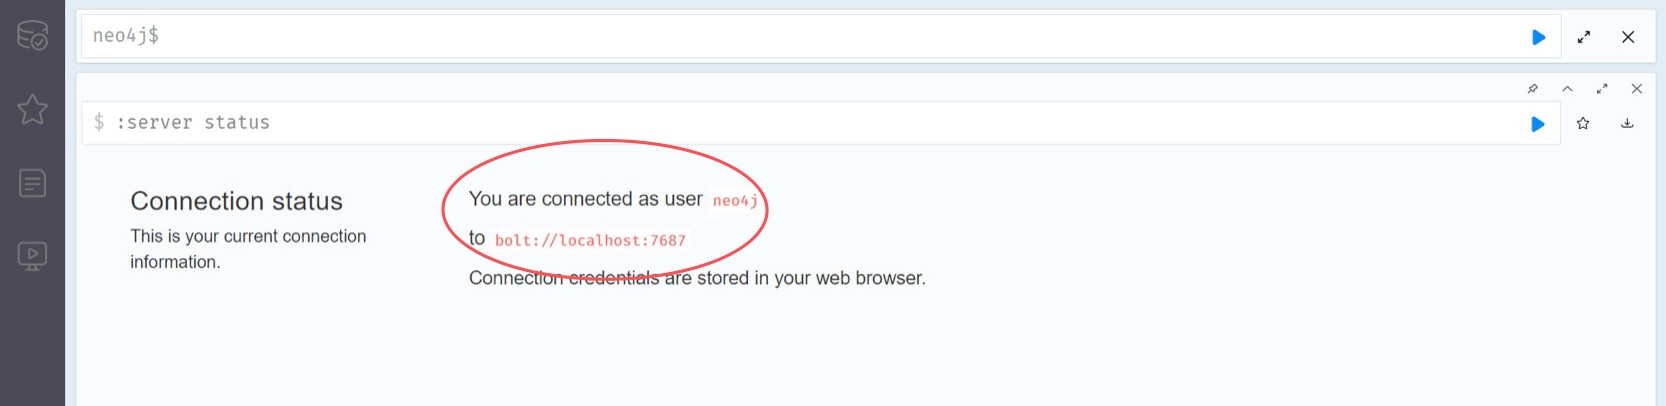 neo4j$
$ :server status
Connection status
This is your current connection
information.
You are connected as user neo4j
to bolt://localhost:7687
Connection credentials are stored in your web browser.